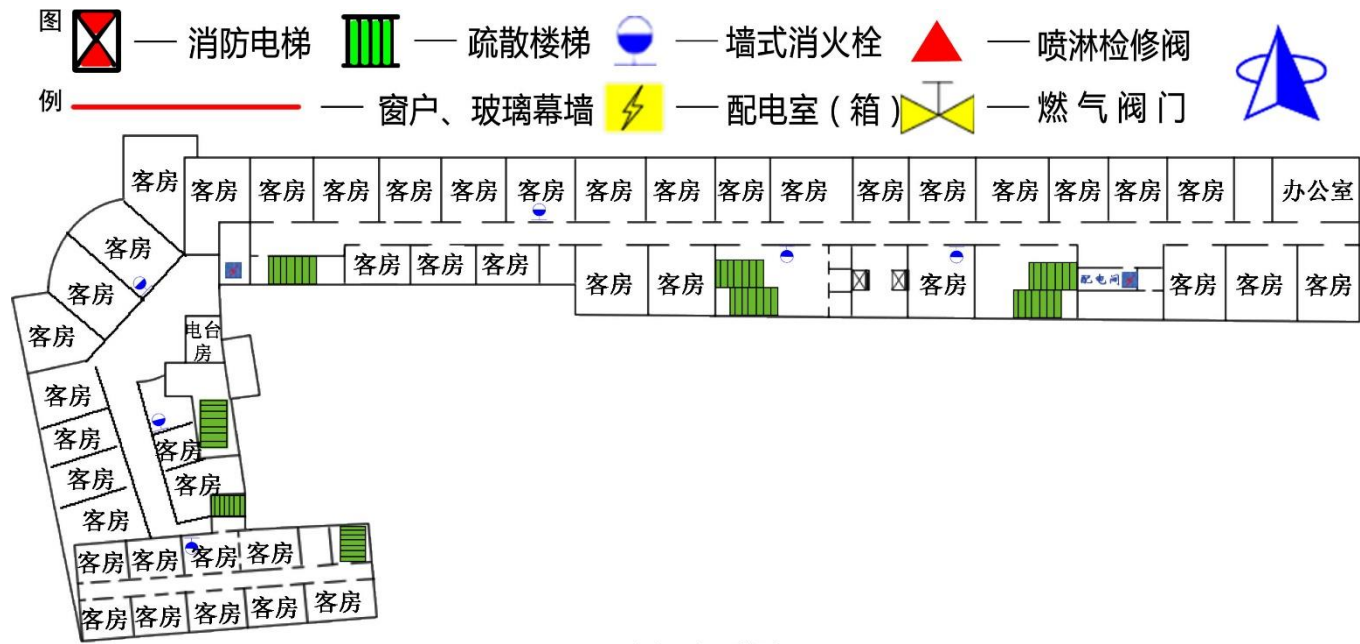 图 — 消防电梯 — 疏散楼梯 — 墙式消火栓 — 喷淋检修阀
例 — 窗户、玻璃幕墙 — 配电室（箱） — 燃气阀门
客房
客房 客房 客房 客房 客房 客房 客房 客房 客房 客房 客房 客房 客房 客房 客房 客房 办公室
客房
客房 客房 客房
客房 客房 客房 配电间 客房 客房 客房
客房
客房
电台
房
客房
客房
客房
客房
客房
客房
客房
客房 客房 客房 客房
客房 客房 客房 客房 客房